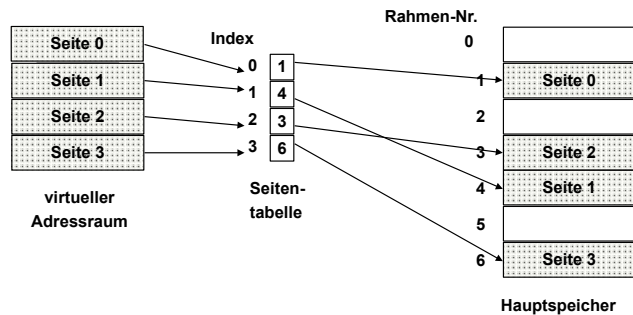 Seite 0
Seite 1
Seite 2
Seite 3
virtueller
Adressraum
Index
0 1
1 4
2 3
3 6
Seiten-
tabelle
Rahmen-Nr.
0
1 Seite 0
2
3 Seite 2
4 Seite 1
5
6 Seite 3
Hauptspeicher